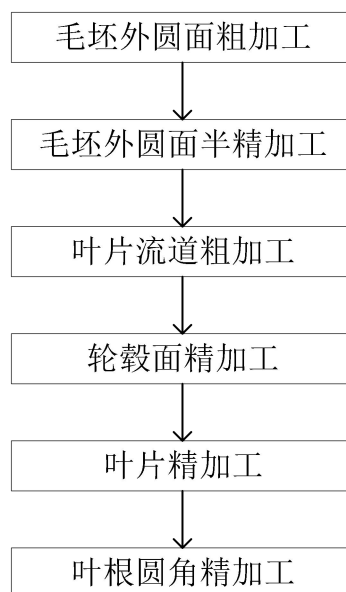 毛坯外圆面粗加工
毛坯外圆面半精加工
叶片流道粗加工
轮毂面精加工
叶片精加工
叶根圆角精加工